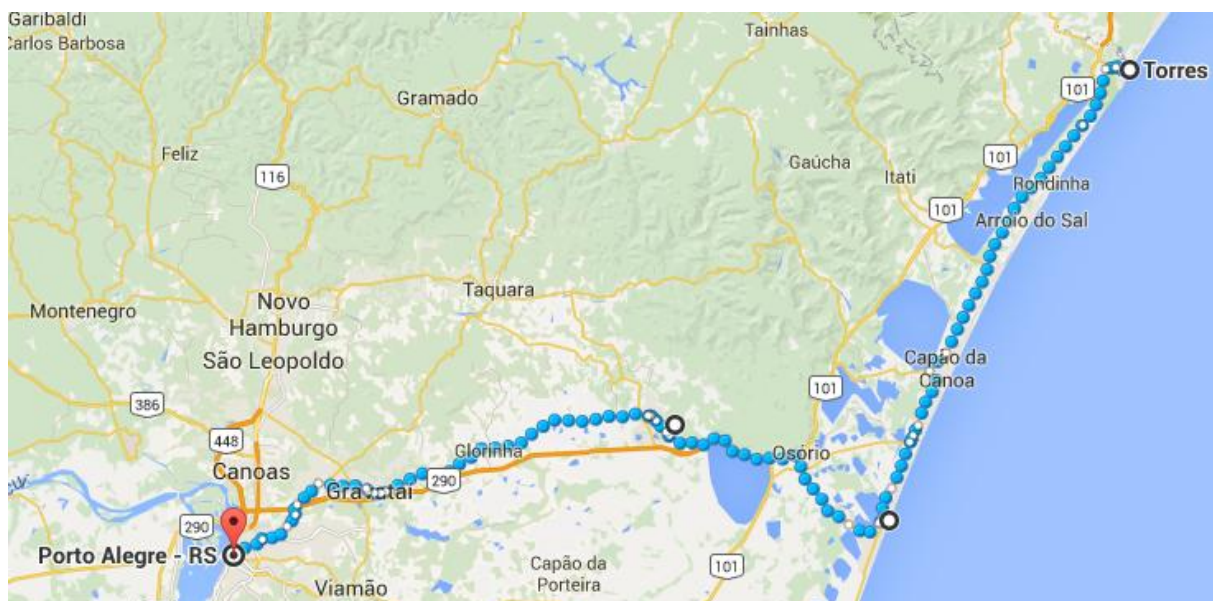 Garibaldi
Carlos Barbosa
Tainhas
Torres
101
Gramado
Feliz
116
Gaúcha
101
Itati
Rondinha
101
Arroio do Sal
Taquara
Montenegro
Novo
Hamburgo
São Leopoldo
Capão da
Canoa
101
386
448
Glorinha
Osório
Canoas
290
Gravataí
290
Porto Alegre - RS
Capão da
Porteira
101
Viamão